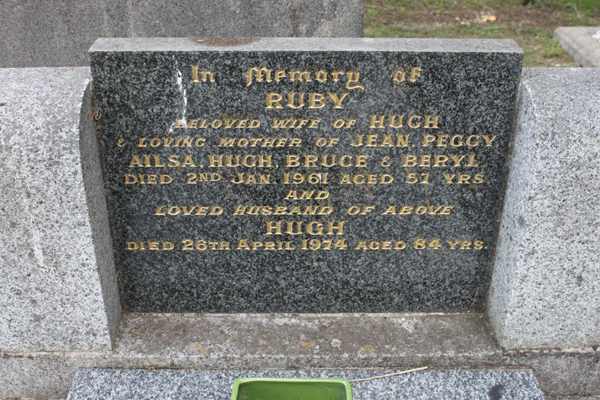 In Memory of
RUBY
BELOVED WIFE OF HUGH
& LOVING MOTHER OF JEAN, PEGGY
AILSA, HUGH, BRUCE & BERYL
DIED 2ND JAN. 1961 AGED 57 YRS
AND
LOVED HUSBAND OF ABOVE
HUGH
DIED 26TH APRIL 1974 AGED 84 YRS.